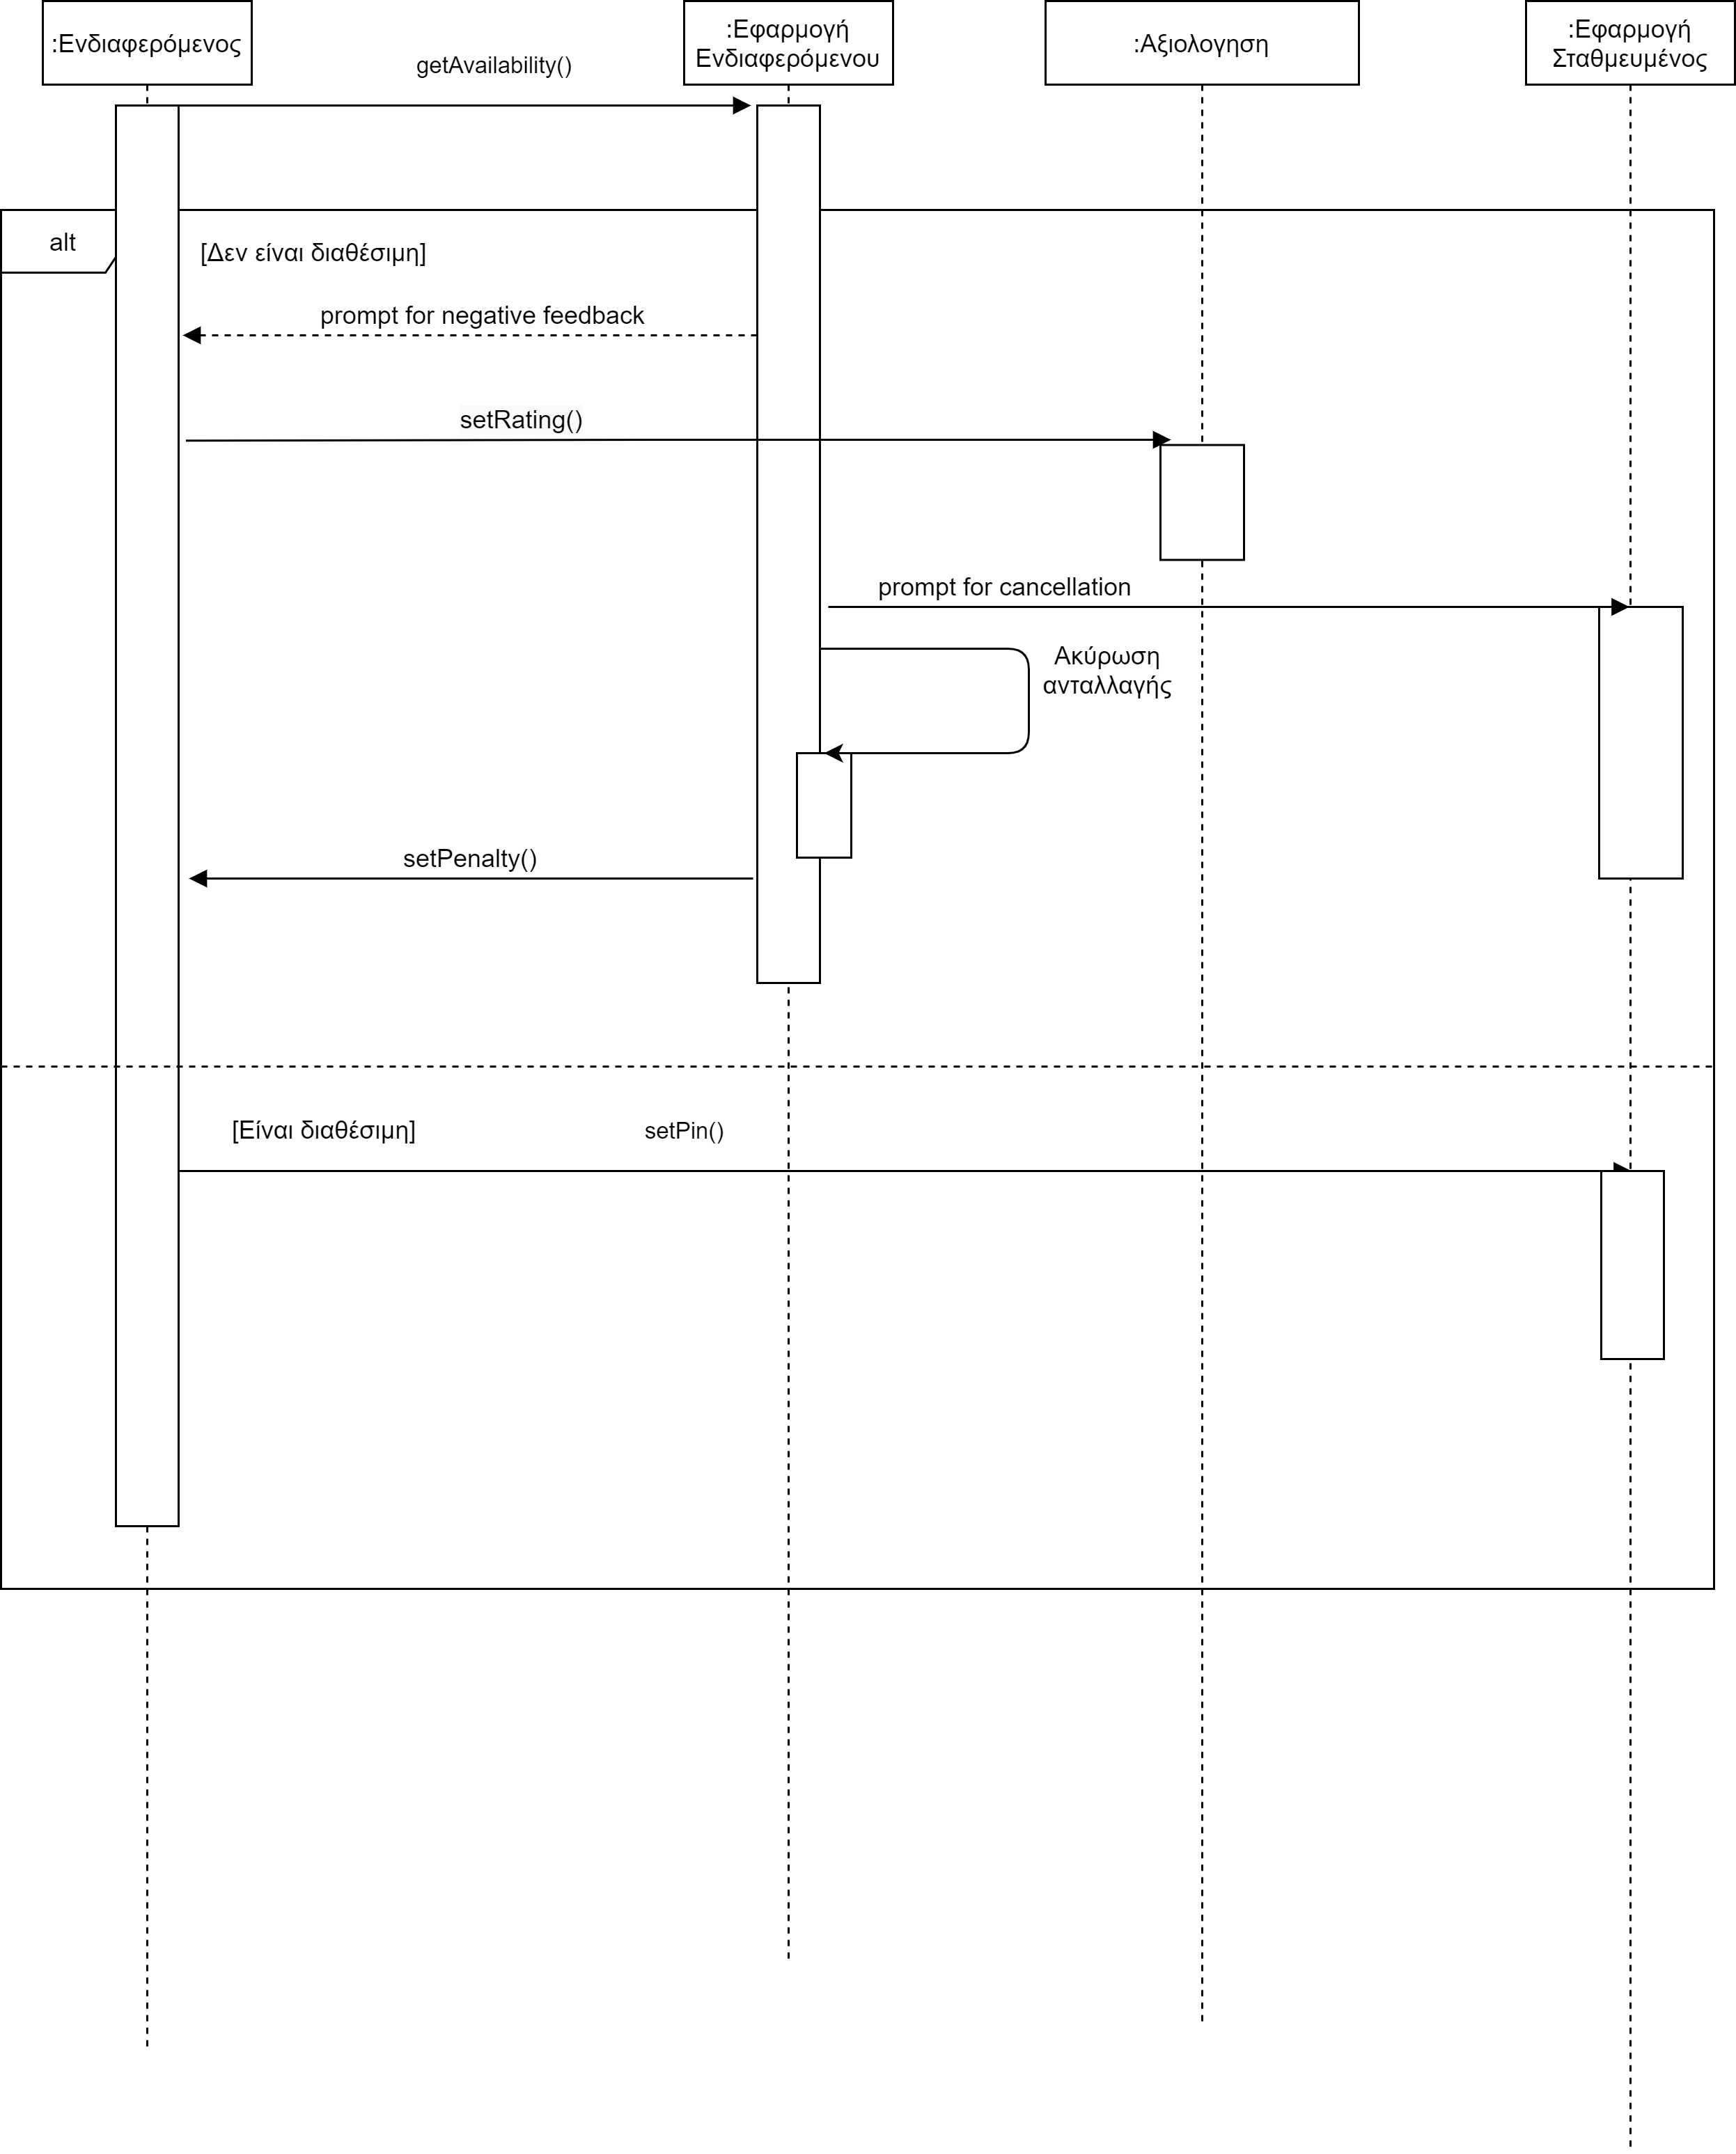 :Ενδιαφερόμενος
:Εφαρμογή
Ενδιαφερόμενου
:Αξιολογηση
:Εφαρμογή
Σταθμευμένος
getAvailability()
alt
[Δεν είναι διαθέσιμη]
prompt for negative feedback
setRating()
prompt for cancellation
Ακύρωση
ανταλλαγής
setPenalty()
[Είναι διαθέσιμη]
setPin()